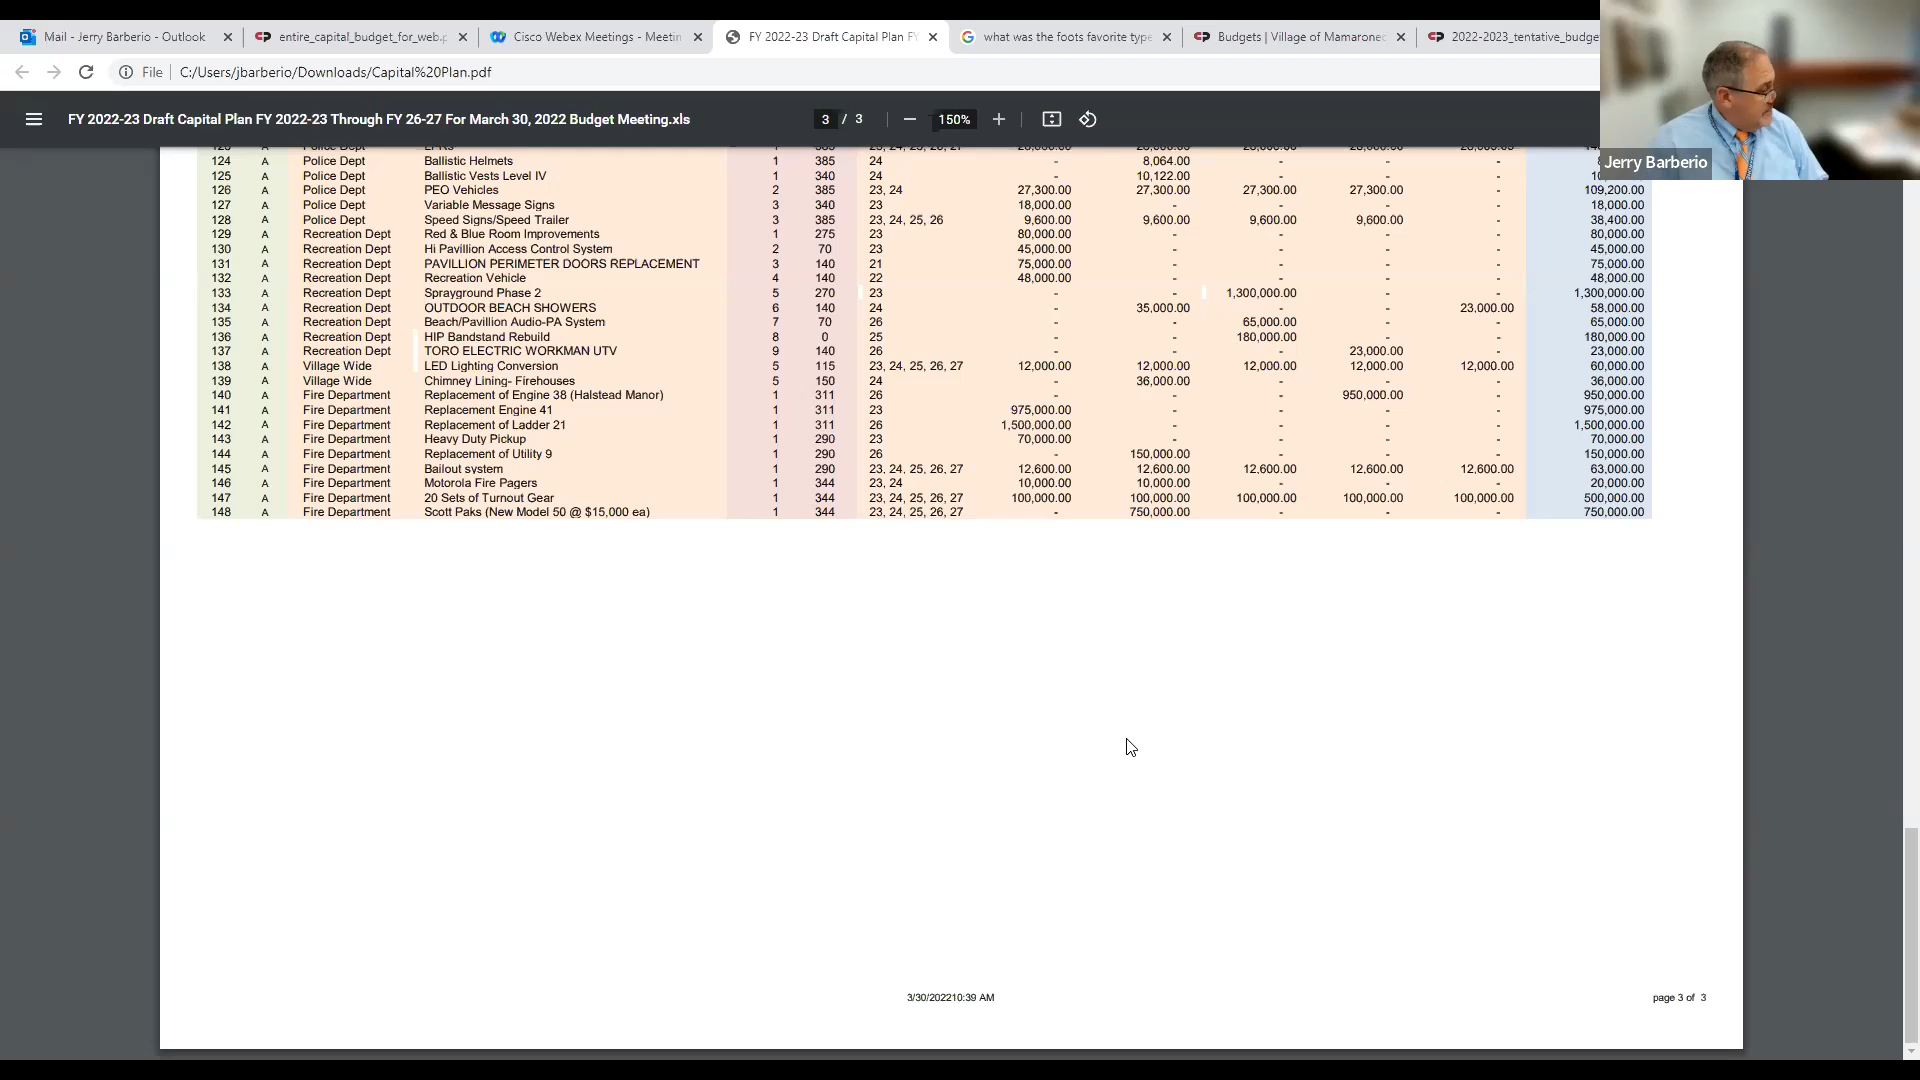 Mail - Jerry Barberio - Outlook
entire_capital_budget_for_web.p
Cisco Webex Meetings - Meetin
FY 2022-23 Draft Capital Plan FY
what was the foots favorite type
Budgets | Village of Mamaronec
2022-2023_tentative_budget
File C:/Users/jbarberio/Downloads/Capital%20Plan.pdf
FY 2022-23 Draft Capital Plan FY 2022-23 Through FY 26-27 For March 30, 2022 Budget Meeting.xls 3 / 3 150%
Jerry Barberio
124 A Police Dept Ballistic Helmets 1 385 24 - 8,064.00 - - -
125 A Police Dept Ballistic Vests Level IV 1 340 24 - 10,122.00 - - -
126 A Police Dept PEO Vehicles 2 385 23, 24 27,300.00 27,300.00 27,300.00 27,300.00 - 109,200.00
127 A Police Dept Variable Message Signs 3 340 23 18,000.00 - - - - 18,000.00
128 A Police Dept Speed Signs/Speed Trailer 3 385 23, 24, 25, 26 9,600.00 9,600.00 9,600.00 9,600.00 - 38,400.00
129 A Recreation Dept Red & Blue Room Improvements 1 275 23 80,000.00 - - - - 80,000.00
130 A Recreation Dept Hi Pavillion Access Control System 2 70 23 45,000.00 - - - - 45,000.00
131 A Recreation Dept PAVILLION PERIMETER DOORS REPLACEMENT 3 140 21 75,000.00 - - - - 75,000.00
132 A Recreation Dept Recreation Vehicle 4 140 22 48,000.00 - - - - 48,000.00
133 A Recreation Dept Sprayground Phase 2 5 270 23 - - 1,300,000.00 - - 1,300,000.00
134 A Recreation Dept OUTDOOR BEACH SHOWERS 6 140 24 - 35,000.00 - - 23,000.00 58,000.00
135 A Recreation Dept Beach/Pavillion Audio-PA System 7 70 26 - - 65,000.00 - - 65,000.00
136 A Recreation Dept HIP Bandstand Rebuild 8 0 25 - - 180,000.00 - - 180,000.00
137 A Recreation Dept TORO ELECTRIC WORKMAN UTV 9 140 26 - - - 23,000.00 - 23,000.00
138 A Village Wide LED Lighting Conversion 5 115 23, 24, 25, 26, 27 12,000.00 12,000.00 12,000.00 12,000.00 12,000.00 60,000.00
139 A Village Wide Chimney Lining- Firehouses 5 150 24 - 36,000.00 - - - 36,000.00
140 A Fire Department Replacement of Engine 38 (Halstead Manor) 1 311 26 - - - 950,000.00 - 950,000.00
141 A Fire Department Replacement Engine 41 1 311 23 975,000.00 - - - - 975,000.00
142 A Fire Department Replacement of Ladder 21 1 311 26 1,500,000.00 - - - - 1,500,000.00
143 A Fire Department Heavy Duty Pickup 1 290 23 70,000.00 - - - - 70,000.00
144 A Fire Department Replacement of Utility 9 1 290 26 - 150,000.00 - - - 150,000.00
145 A Fire Department Bailout system 1 290 23, 24, 25, 26, 27 12,600.00 12,600.00 12,600.00 12,600.00 12,600.00 63,000.00
146 A Fire Department Motorola Fire Pagers 1 344 23, 24 10,000.00 10,000.00 - - - 20,000.00
147 A Fire Department 20 Sets of Turnout Gear 1 344 23, 24, 25, 26, 27 100,000.00 100,000.00 100,000.00 100,000.00 100,000.00 500,000.00
148 A Fire Department Scott Paks (New Model 50 @ $15,000 ea) 1 344 23, 24, 25, 26, 27 - 750,000.00 - - - 750,000.00
3/30/202210:39 AM
page 3 of 3